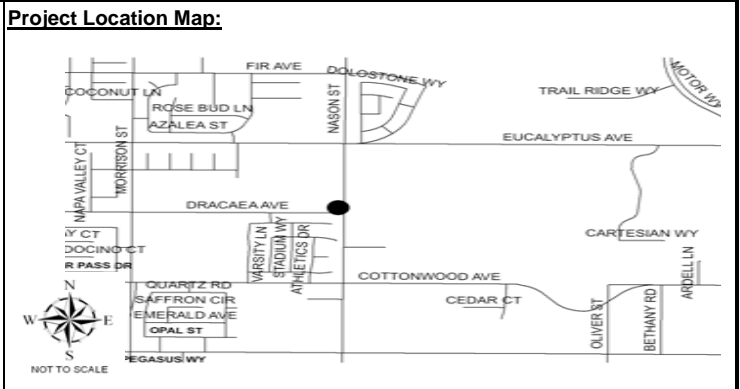 Project Location Map:
FIR AVE
DOLOSTONE WY
MOTOR WY
COCONUT LN
TRAIL RIDGE WY
ROSE BUD LN
NASON ST
AZALEA ST
EUCALYPTUS AVE
MORRISON ST
NAPA VALLEY CT
DRACAEA AVE
Y CT
CARTESIAN WY
VARSITY LN
STADIUM WY
ATHLETICS DR
DOCINO CT
R PASS DR
ARDELL LN
COTTONWOOD AVE
QUARTZ RD
N
SAFFRON CIR
CEDAR CT
OLIVER ST
BETHANY RD
EMERALD AVE
W
E
OPAL ST
S
PEGASUS WY
NOT TO SCALE